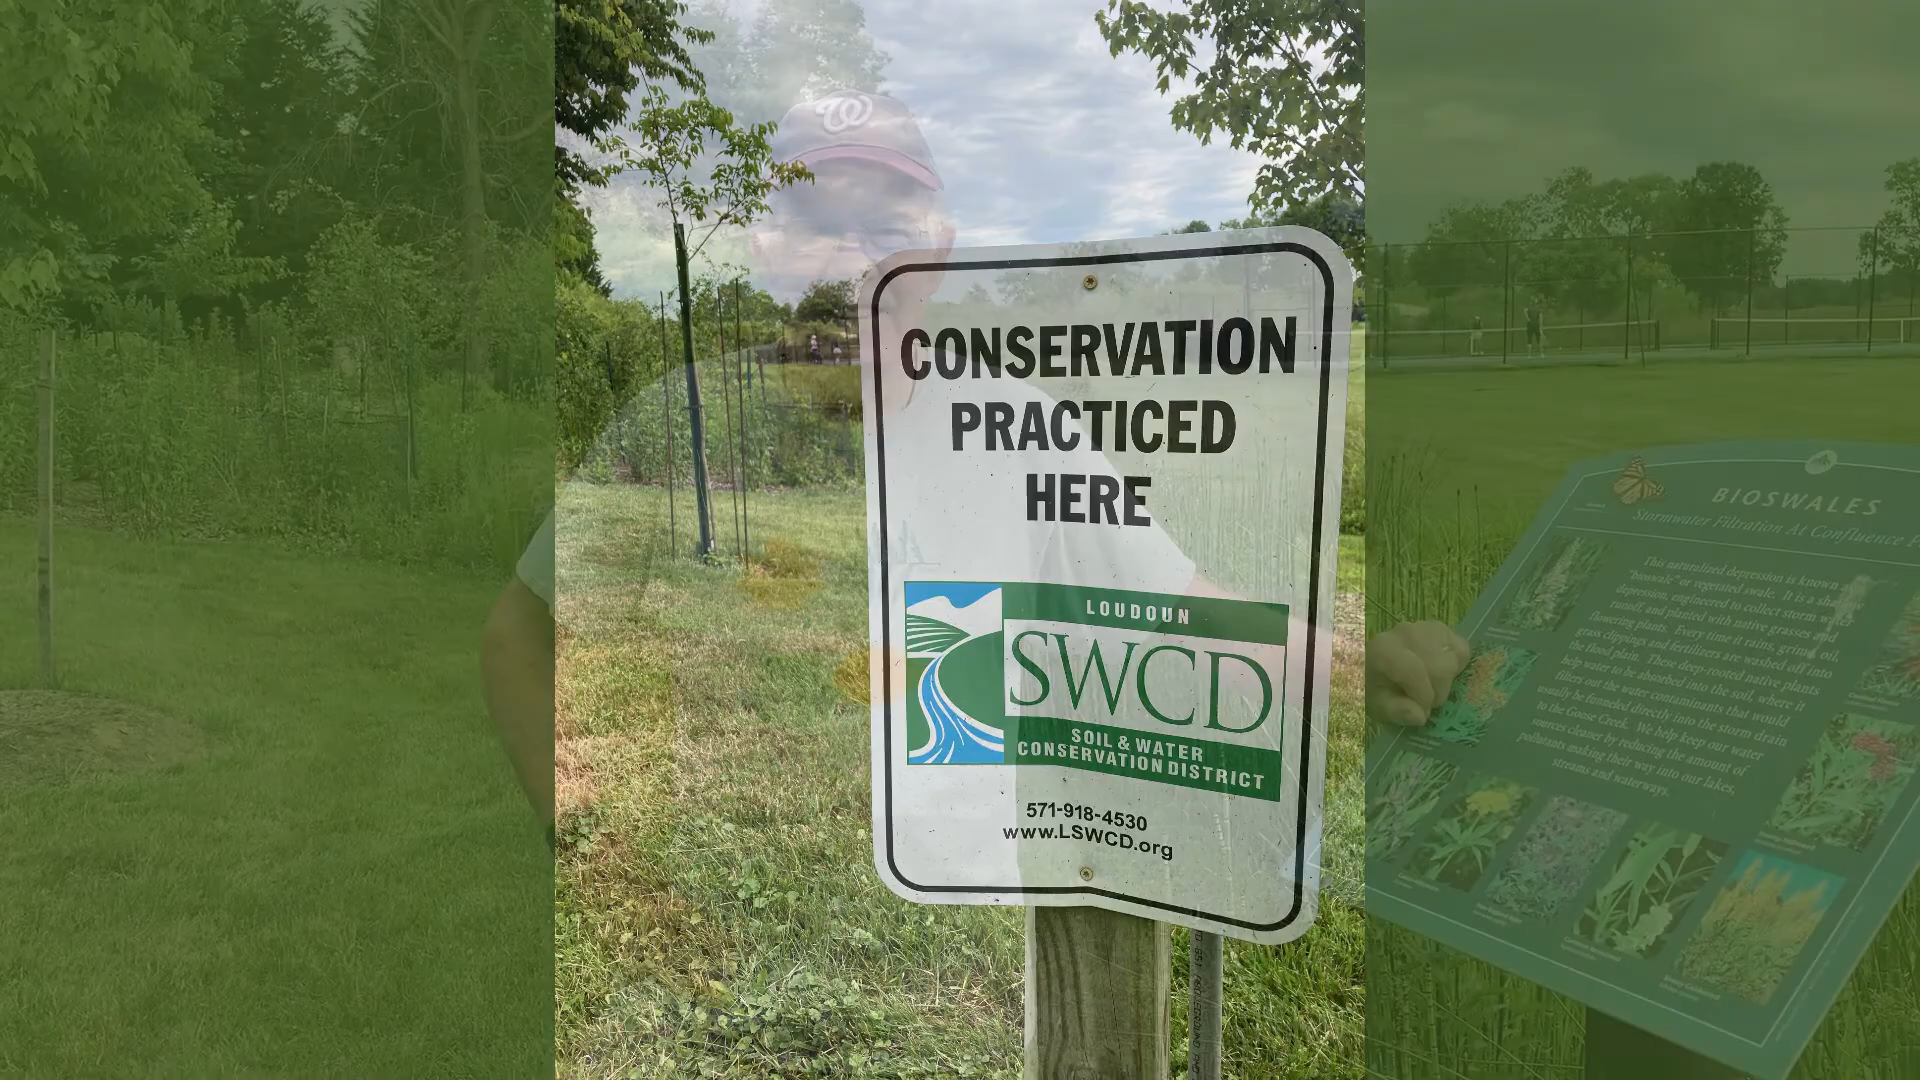 W
CONSERVATION
PRACTICED
HERE
LOUDOUN
SWCD
SOIL & WATER
CONSERVATION DISTRICT
571-918-4530
www.LSWCD.org
BIOSWALES
Stormwater Filtration At Confluence
This naturalized depression is known
"bioswale" or vegetated swale. It is a
depression, engineered to collect storm water
runoff, and planted with native grasses and
flowering plants. Every time it rains, grime, oil,
grass clippings and fertilizers are washed off into
the flood plain. These deep-rooted native plants
help water to be absorbed into the soil, where it
filters out the water contaminants that would
usually be funneled directly into the storm drain
to the Goose Creek. We help keep our water
sources cleaner by reducing the amount of
pollutants making their way into our lakes,
streams and waterways.